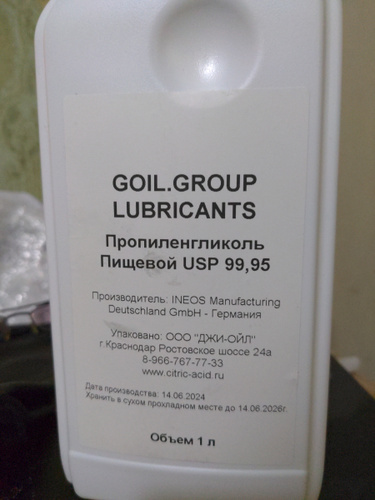 GOIL.GROUP
LUBRICANTS
Пропиленгликоль
Пищевой USP 99,95
Производитель: INEOS Manufacturing
Deutschland GmbH - Германия
Упаковано: ООО "ДЖИ-ОЙЛ"
г.Краснодар Ростовское шоссе 24а
8-966-767-77-33
www.citric-acid.ru
Дата производства: 14.06.2024
Хранить в сухом прохладном месте до 14.06.2026г.
Объем 1 л